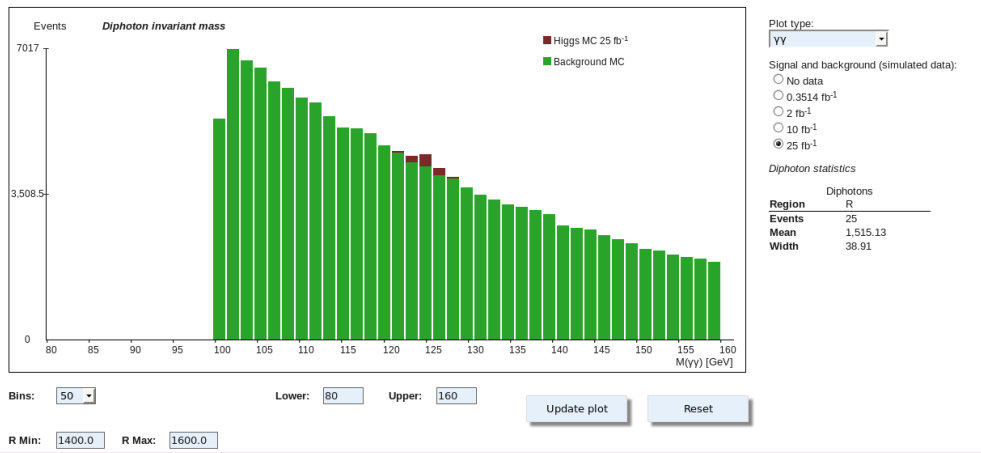 Events Diphoton invariant mass
Higgs MC 25 fb-1
Background MC
7017
3,508.5
0
80 85 90 95 100 105 110 115 120 125 130 135 140 145 150 155 160
M(γγ) [GeV]
Bins: 50 Lower: 80 Upper: 160
Update plot Reset
R Min: 1400.0 R Max: 1600.0
Plot type:
γγ
Signal and background (simulated data):
No data
0.3514 fb-1
2 fb-1
10 fb-1
25 fb-1
Diphoton statistics
Diphotons
Region R
Events 25
Mean 1,515.13
Width 38.91